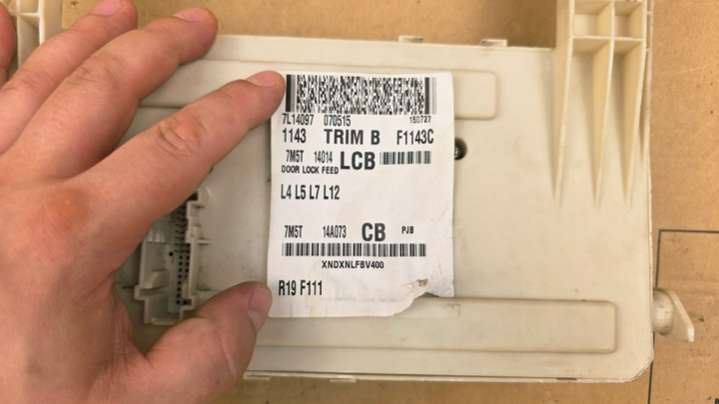 7L14097 070515 150727
1143 TRIM B F1143C
7M5T 14014 LCB
DOOR LOCK FEED
L4 L5 L7 L12
7M5T 14A073 CB PJB
XNDXNLFBV400
R19 F111